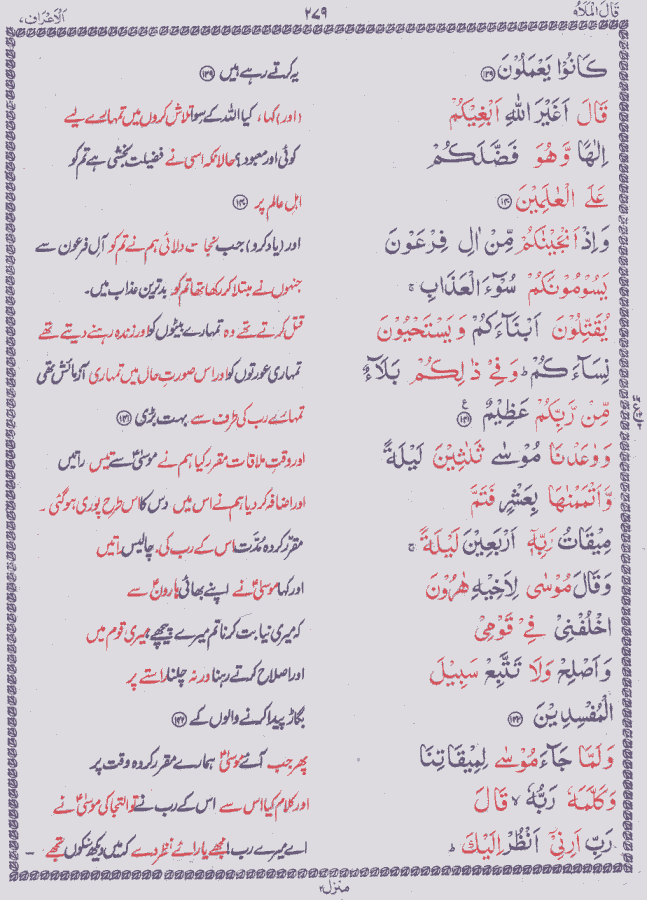 قَالَ الْمَلَاُ ۹ ۲۷۹ اَلْاَعْرَاف ۷
كَانُوْا يَعْمَلُوْنَ ﴿۱۳۹﴾ یہ کرتے رہے ہیں ﴿۱۳۹﴾
قَالَ اَغَيْرَ اللّٰهِ اَبْغِيْكُمْ (اور) کہا، کیا اللہ کے سوا تلاش کروں میں تمہارے لیے
اِلٰهًا وَّهُوَ فَضَّلَكُمْ کوئی اور معبود؟ حالانکہ اسی نے فضیلت بخشی ہے تم کو
عَلَى الْعٰلَمِيْنَ ﴿۱۴۰﴾ اہلِ عالم پر ﴿۱۴۰﴾
وَاِذْ اَنْجَيْنٰكُمْ مِّنْ اٰلِ فِرْعَوْنَ اور (یاد کرو) جب نجات دلائی ہم نے تم کو آلِ فرعون سے
يَسُوْمُوْنَكُمْ سُوْٓءَ الْعَذَابِ ۚ جنہوں نے مبتلا کر رکھا تھا تم کو بدترین عذاب میں۔
يُقَتِّلُوْنَ اَبْنَآءَكُمْ وَيَسْتَحْيُوْنَ قتل کرتے تھے وہ تمہارے بیٹوں کو اور زندہ رہنے دیتے تھے
نِسَآءَكُمْ ؕ وَفِيْ ذٰلِكُمْ بَلَآءٌ تمہاری عورتوں کو اور اس صورتِ حال میں تمہاری آزمائش تھی
مِّنْ رَّبِّكُمْ عَظِيْمٌ ﴿۱۴۱﴾ ع تمہارے رب کی طرف سے بہت بڑی ﴿۱۴۱﴾
وَوٰعَدْنَا مُوْسٰى ثَلٰثِيْنَ لَيْلَةً اور وقتِ ملاقات مقرر کیا ہم نے موسٰیؑ سے تیس راتیں
وَّاَتْمَمْنٰهَا بِعَشْرٍ فَتَمَّ اور اضافہ کر دیا ہم نے اس میں دس کا اس طرح پوری ہوگئی۔
مِيْقَاتُ رَبِّهٖٓ اَرْبَعِيْنَ لَيْلَةً ۚ مقرر کردہ مُدّت اس کے رب کی۔ چالیس راتیں
وَقَالَ مُوْسٰى لِاَخِيْهِ هٰرُوْنَ اور کہا موسٰیؑ نے اپنے بھائی ہارونؑ سے
اخْلُفْنِيْ فِيْ قَوْمِيْ کہ میری نیابت کرنا تم میرے پیچھے، میری قوم میں
وَاَصْلِحْ وَلَا تَتَّبِعْ سَبِيْلَ اور اصلاح کرتے رہنا اور نہ چلنا راستے پر
الْمُفْسِدِيْنَ ﴿۱۴۲﴾ بگاڑ پیدا کرنے والوں کے ﴿۱۴۲﴾
وَلَمَّا جَآءَ مُوْسٰى لِمِيْقَاتِنَا پھر جب آئے موسٰیؑ ہمارے مقرر کردہ وقت پر
وَكَلَّمَهٗ رَبُّهٗ ۙ قَالَ اور کلام کیا اس سے اس کے رب نے تو التجا کی موسٰیؑ نے
رَبِّ اَرِنِيْٓ اَنْظُرْ اِلَيْكَ ؕ اے میرے رب! مجھے یارائے نظر دے کہ میں دیکھ سکوں تجھے۔
منزل ۲